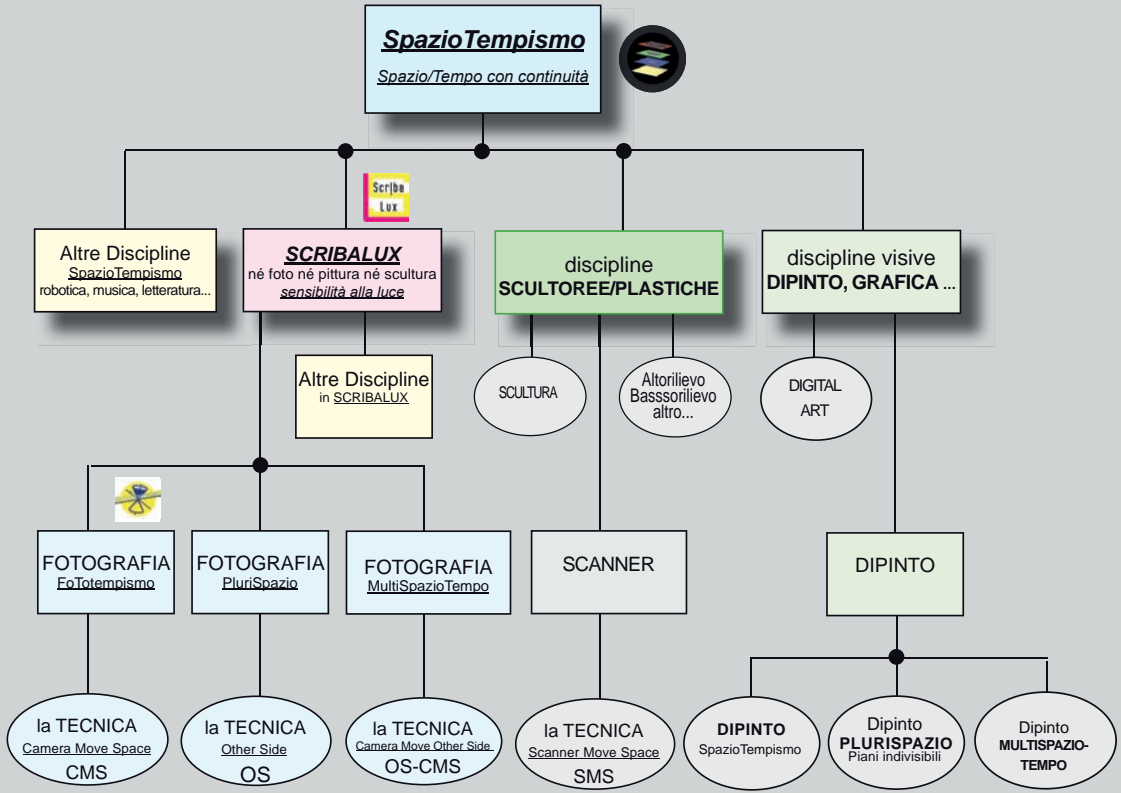 SpazioTempismo
Spazio/Tempo con continuità
Scriba
Lux
Altre Discipline
SpazioTempismo
robotica, musica, letteratura...
SCRIBALUX
né foto né pittura né scultura
sensibilità alla luce
discipline
SCULTOREE/PLASTICHE
discipline visive
DIPINTO, GRAFICA ...
Altre Discipline
in SCRIBALUX
SCULTURA
Altorilievo
Basssorilievo
altro...
DIGITAL
ART
FOTOGRAFIA
FoTotempismo
FOTOGRAFIA
PluriSpazio
FOTOGRAFIA
MultiSpazioTempo
SCANNER
DIPINTO
la TECNICA
Camera Move Space
CMS
la TECNICA
Other Side
OS
la TECNICA
Camera Move Other Side
OS-CMS
la TECNICA
Scanner Move Space
SMS
DIPINTO
SpazioTempismo
Dipinto
PLURISPAZIO
Piani indivisibili
Dipinto
MULTISPAZIO-
TEMPO